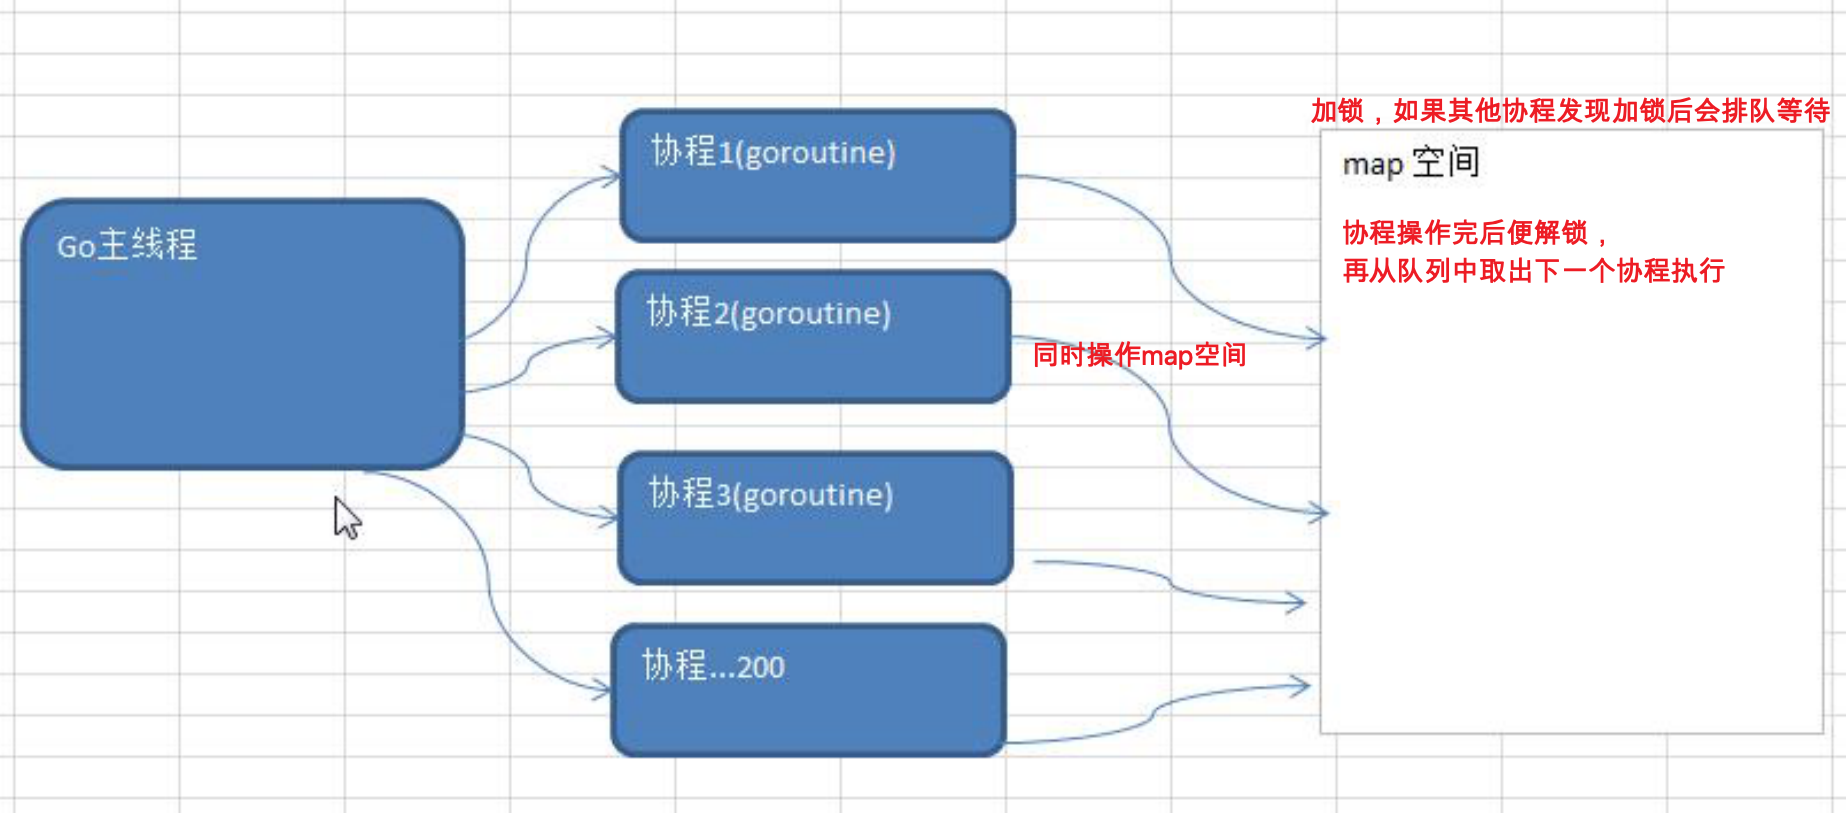 加锁，如果其他协程发现加锁后会排队等待
Go主线程
协程1(goroutine)
协程2(goroutine)
协程3(goroutine)
协程...200
同时操作map空间
map 空间
协程操作完后便解锁，
再从队列中取出下一个协程执行